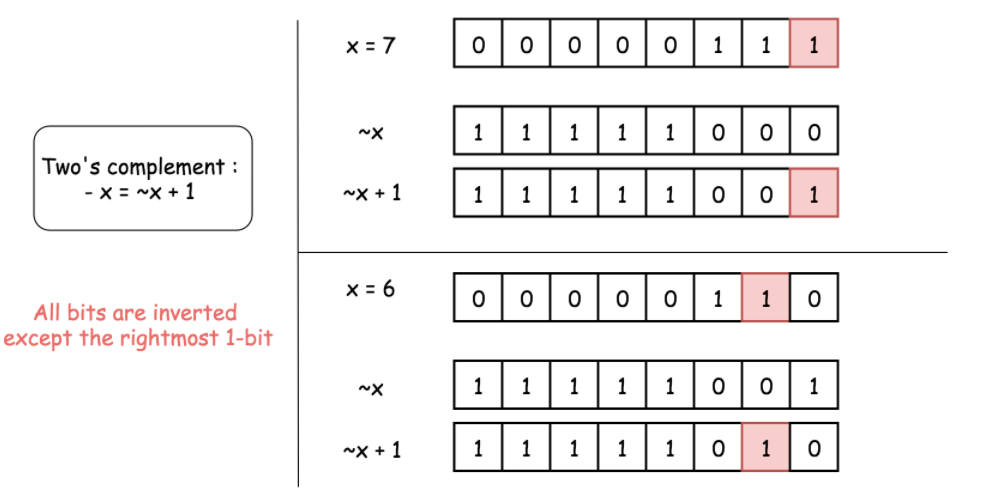 Two's complement :
- x = ~x + 1
All bits are inverted
except the rightmost 1-bit
x = 7 0 0 0 0 0 1 1 1
~x 1 1 1 1 1 0 0 0
~x + 1 1 1 1 1 1 0 0 1
x = 6 0 0 0 0 0 1 1 0
~x 1 1 1 1 1 0 0 1
~x + 1 1 1 1 1 1 0 1 0